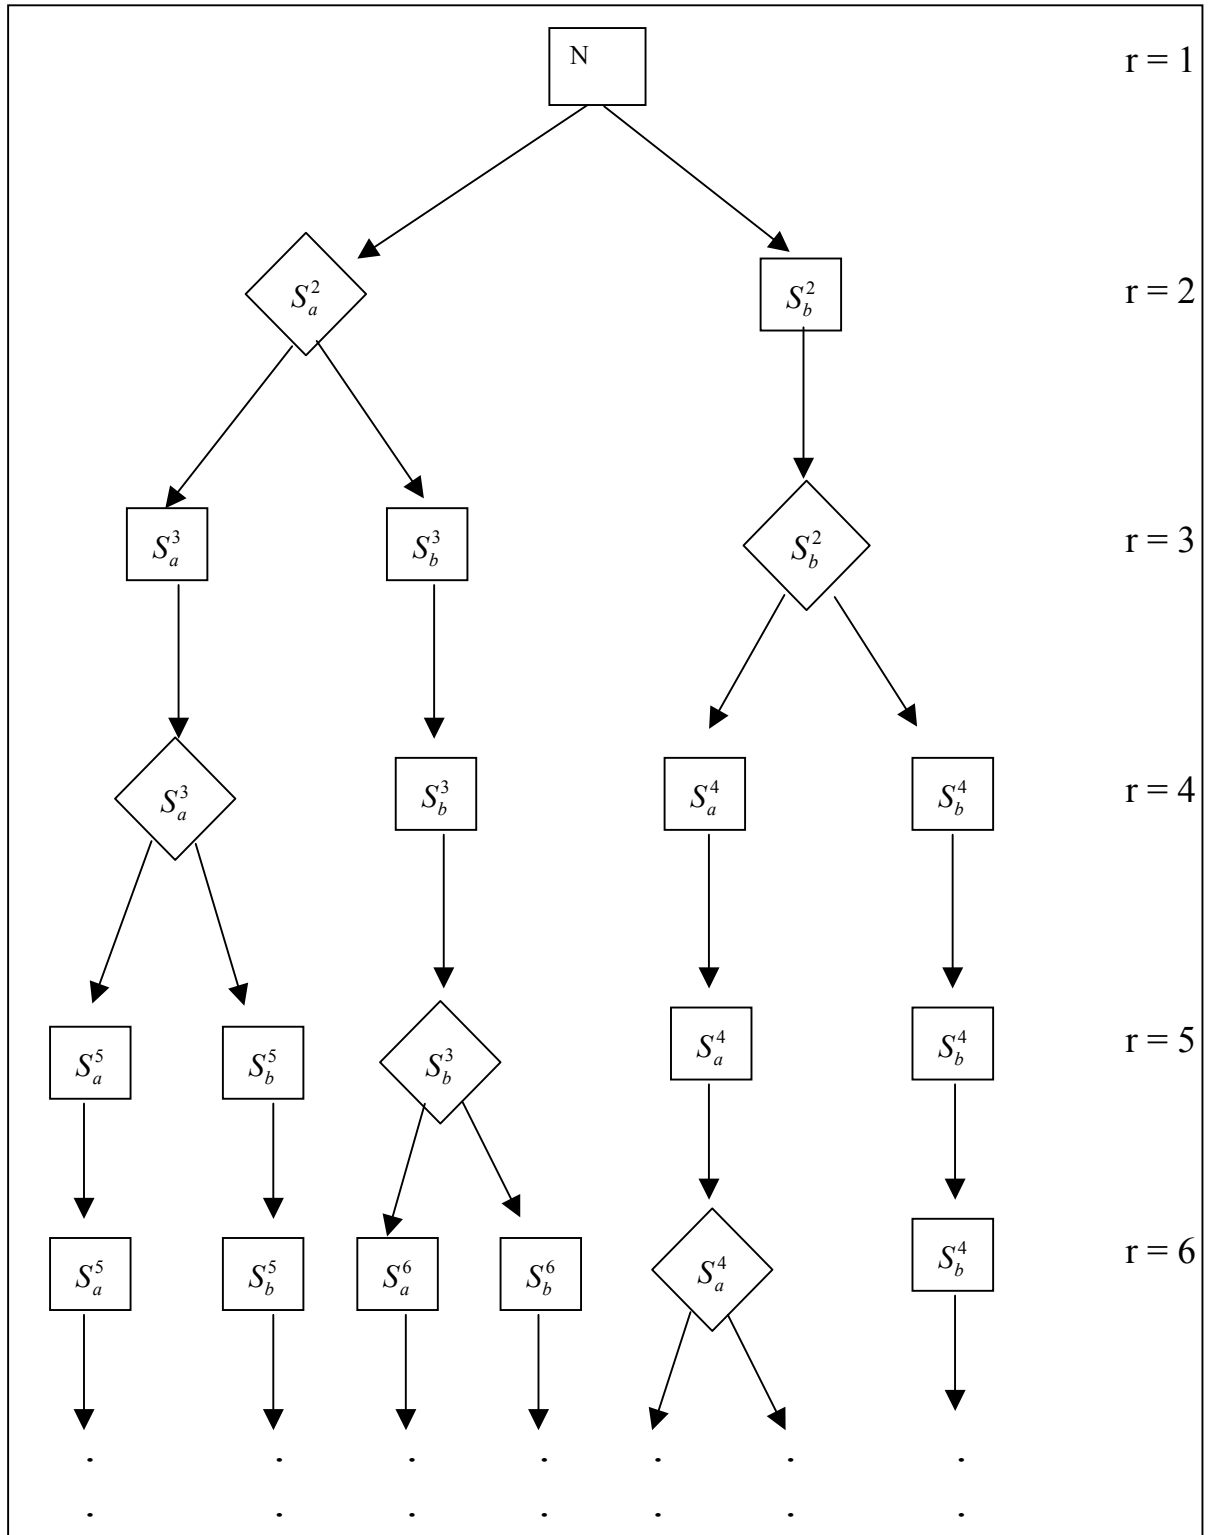 N r = 1
S_a^2 S_b^2 r = 2
S_a^3 S_b^3 S_b^2 r = 3
S_a^3 S_b^3 S_a^4 S_b^4 r = 4
S_a^5 S_b^5 S_b^3 S_a^4 S_b^4 r = 5
S_a^5 S_b^5 S_a^6 S_b^6 S_a^4 S_b^4 r = 6
. . . . . . .
. . . . . . .